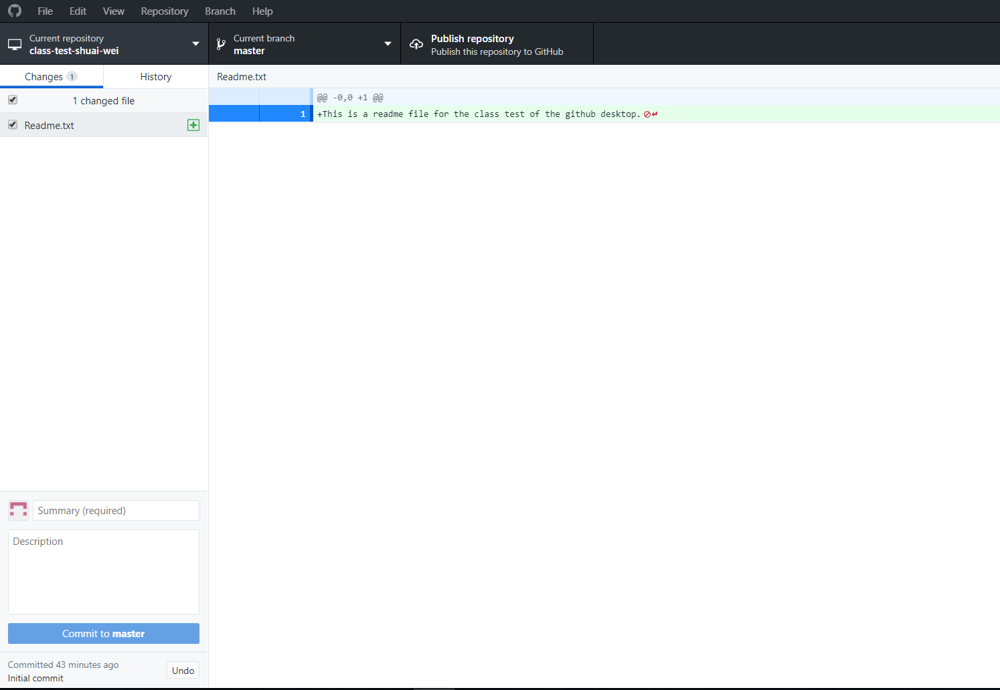 File Edit View Repository Branch Help
Current repository
class-test-shuai-wei
Current branch
master
Publish repository
Publish this repository to GitHub
Changes 1
History
1 changed file
Readme.txt
Readme.txt
@@ -0,0 +1 @@
1 +This is a readme file for the class test of the github desktop.
Summary (required)
Description
Commit to master
Committed 43 minutes ago
Initial commit
Undo